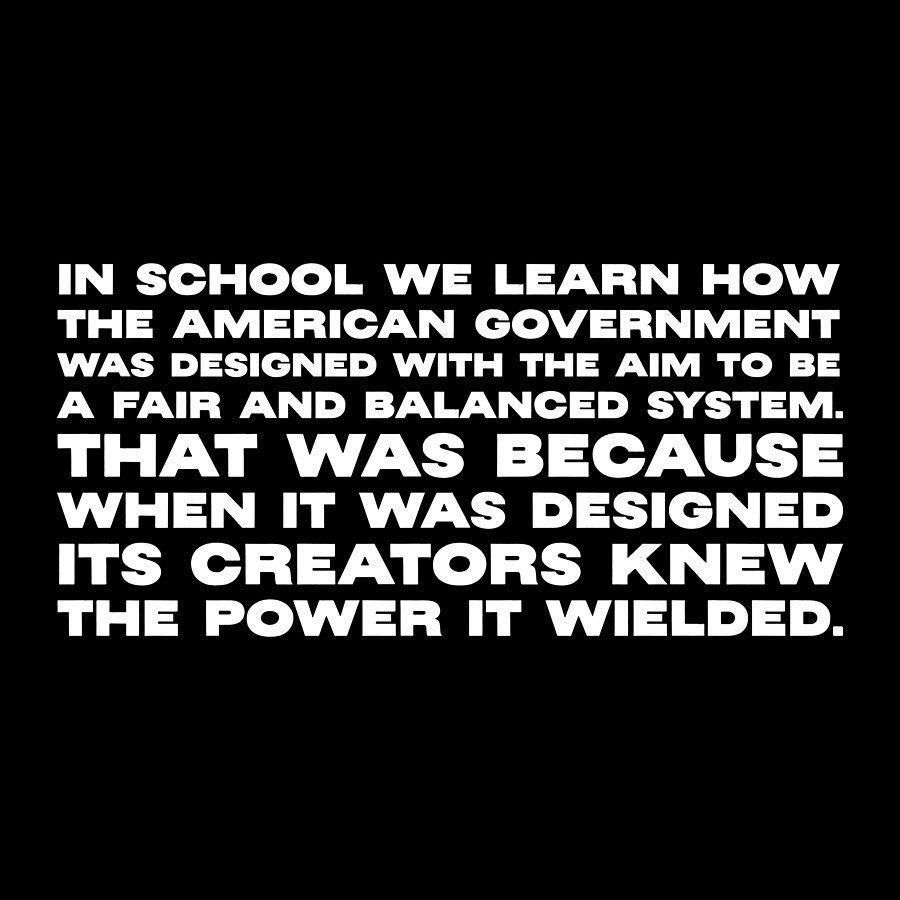 IN SCHOOL WE LEARN HOW
THE AMERICAN GOVERNMENT
WAS DESIGNED WITH THE AIM TO BE
A FAIR AND BALANCED SYSTEM.
THAT WAS BECAUSE
WHEN IT WAS DESIGNED
ITS CREATORS KNEW
THE POWER IT WIELDED.